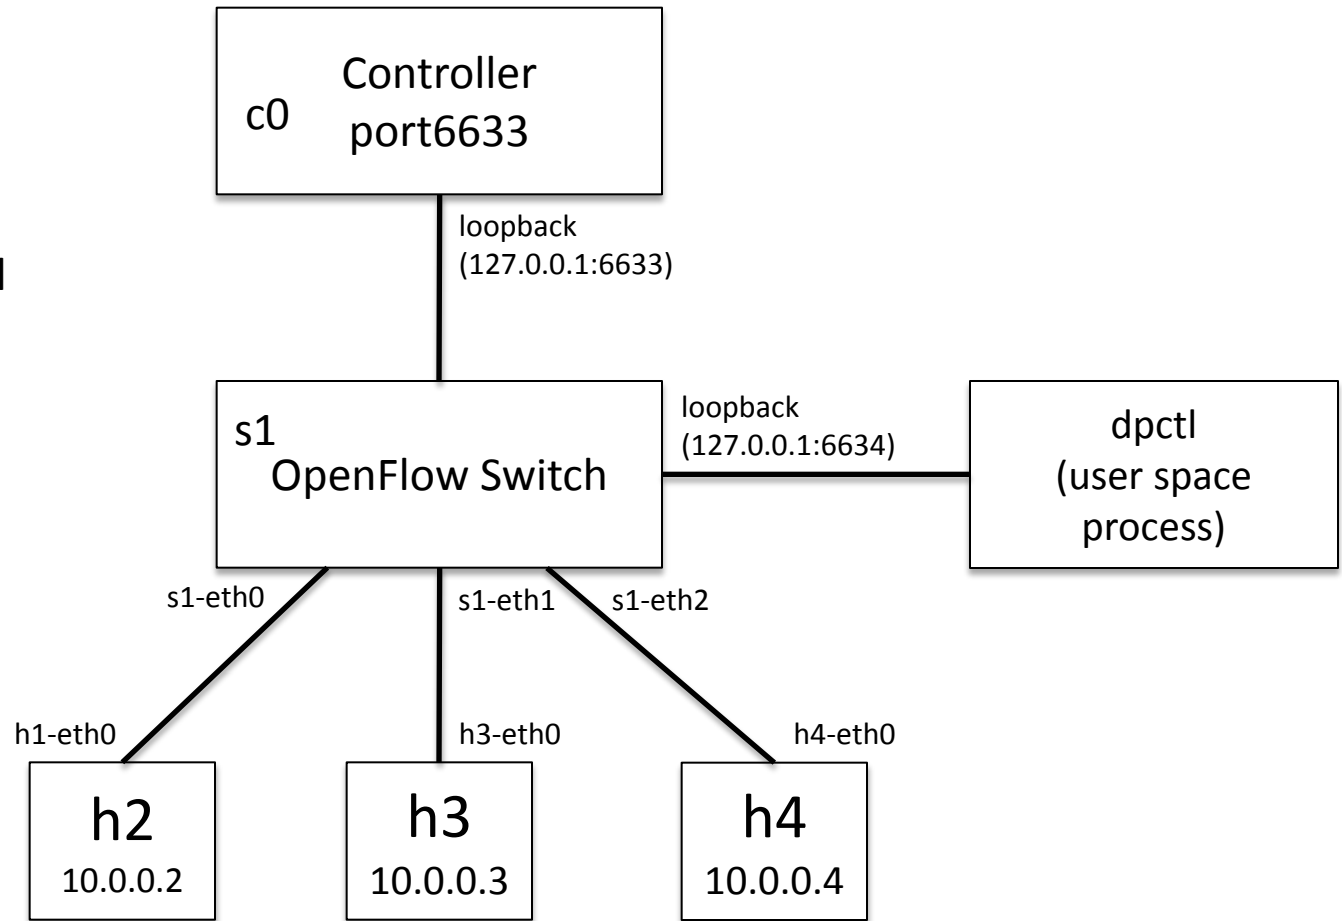 Controller
c0
port6633
loopback
(127.0.0.1:6633)
s1
OpenFlow Switch
loopback
(127.0.0.1:6634)
dpctl
(user space
process)
s1-eth0
s1-eth1
s1-eth2
h1-eth0
h3-eth0
h4-eth0
h2
10.0.0.2
h3
10.0.0.3
h4
10.0.0.4